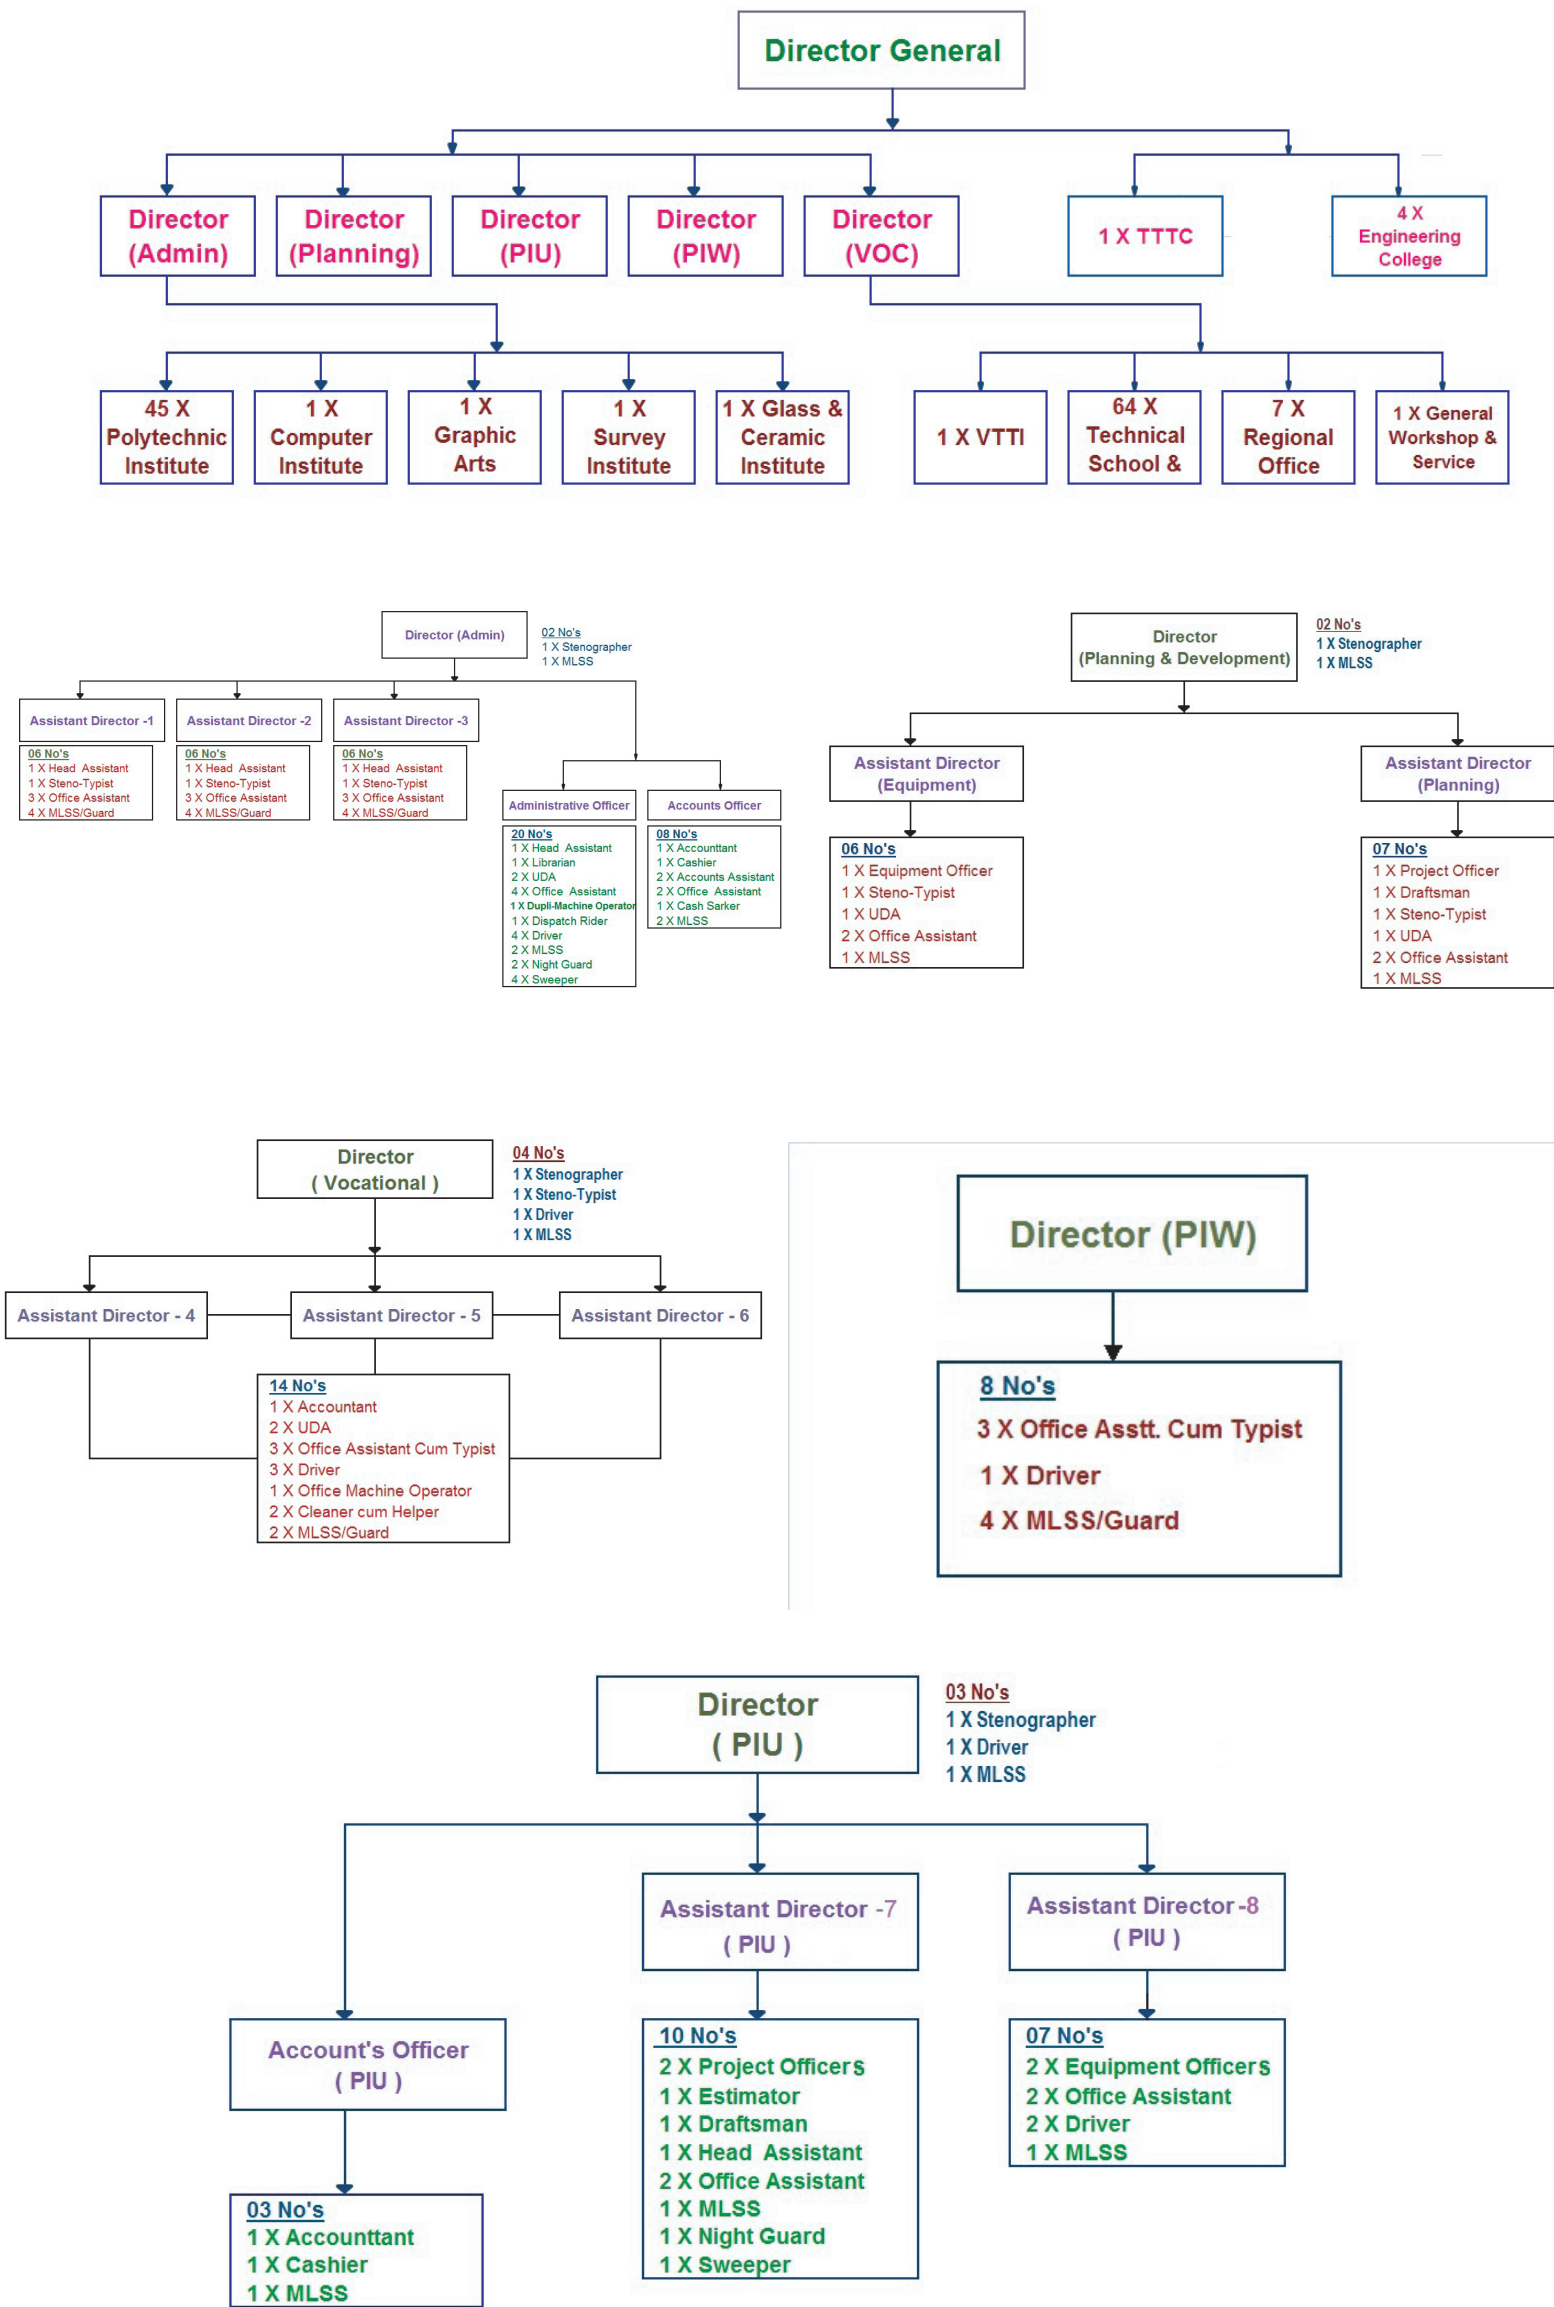 Director General
Director
(Admin)
Director
(Planning)
Director
(PIU)
Director
(PIW)
Director
(VOC)
1 X TTTC
4 X
Engineering
College
45 X
Polytechnic
Institute
1 X
Computer
Institute
1 X
Graphic
Arts
1 X
Survey
Institute
1 X Glass &
Ceramic
Institute
1 X VTTI
64 X
Technical
School &
7 X
Regional
Office
1 X General
Workshop &
Service
Director (Admin)
02 No's
1 X Stenographer
1 X MLSS
Assistant Director -1
06 No's
1 X Head Assistant
1 X Steno-Typist
3 X Office Assistant
4 X MLSS/Guard
Assistant Director -2
06 No's
1 X Head Assistant
1 X Steno-Typist
3 X Office Assistant
4 X MLSS/Guard
Assistant Director -3
06 No's
1 X Head Assistant
1 X Steno-Typist
3 X Office Assistant
4 X MLSS/Guard
Administrative Officer
20 No's
1 X Head Assistant
1 X Librarian
2 X UDA
4 X Office Assistant
1 X Dupli-Machine Operator
1 X Dispatch Rider
4 X Driver
2 X MLSS
2 X Night Guard
4 X Sweeper
Accounts Officer
08 No's
1 X Accounttant
1 X Cashier
2 X Accounts Assistant
2 X Office Assistant
1 X Cash Sarker
2 X MLSS
Director
(Planning & Development)
02 No's
1 X Stenographer
1 X MLSS
Assistant Director
(Equipment)
06 No's
1 X Equipment Officer
1 X Steno-Typist
1 X UDA
2 X Office Assistant
1 X MLSS
Assistant Director
(Planning)
07 No's
1 X Project Officer
1 X Draftsman
1 X Steno-Typist
1 X UDA
2 X Office Assistant
1 X MLSS
Director
( Vocational )
04 No's
1 X Stenographer
1 X Steno-Typist
1 X Driver
1 X MLSS
Assistant Director - 4
Assistant Director - 5
Assistant Director - 6
14 No's
1 X Accountant
2 X UDA
3 X Office Assistant Cum Typist
3 X Driver
1 X Office Machine Operator
2 X Cleaner cum Helper
2 X MLSS/Guard
Director (PIW)
8 No's
3 X Office Asstt. Cum Typist
1 X Driver
4 X MLSS/Guard
Director
( PIU )
03 No's
1 X Stenographer
1 X Driver
1 X MLSS
Account's Officer
( PIU )
03 No's
1 X Accounttant
1 X Cashier
1 X MLSS
Assistant Director -7
( PIU )
10 No's
2 X Project Officers
1 X Estimator
1 X Draftsman
1 X Head Assistant
2 X Office Assistant
1 X MLSS
1 X Night Guard
1 X Sweeper
Assistant Director -8
( PIU )
07 No's
2 X Equipment Officers
2 X Office Assistant
2 X Driver
1 X MLSS